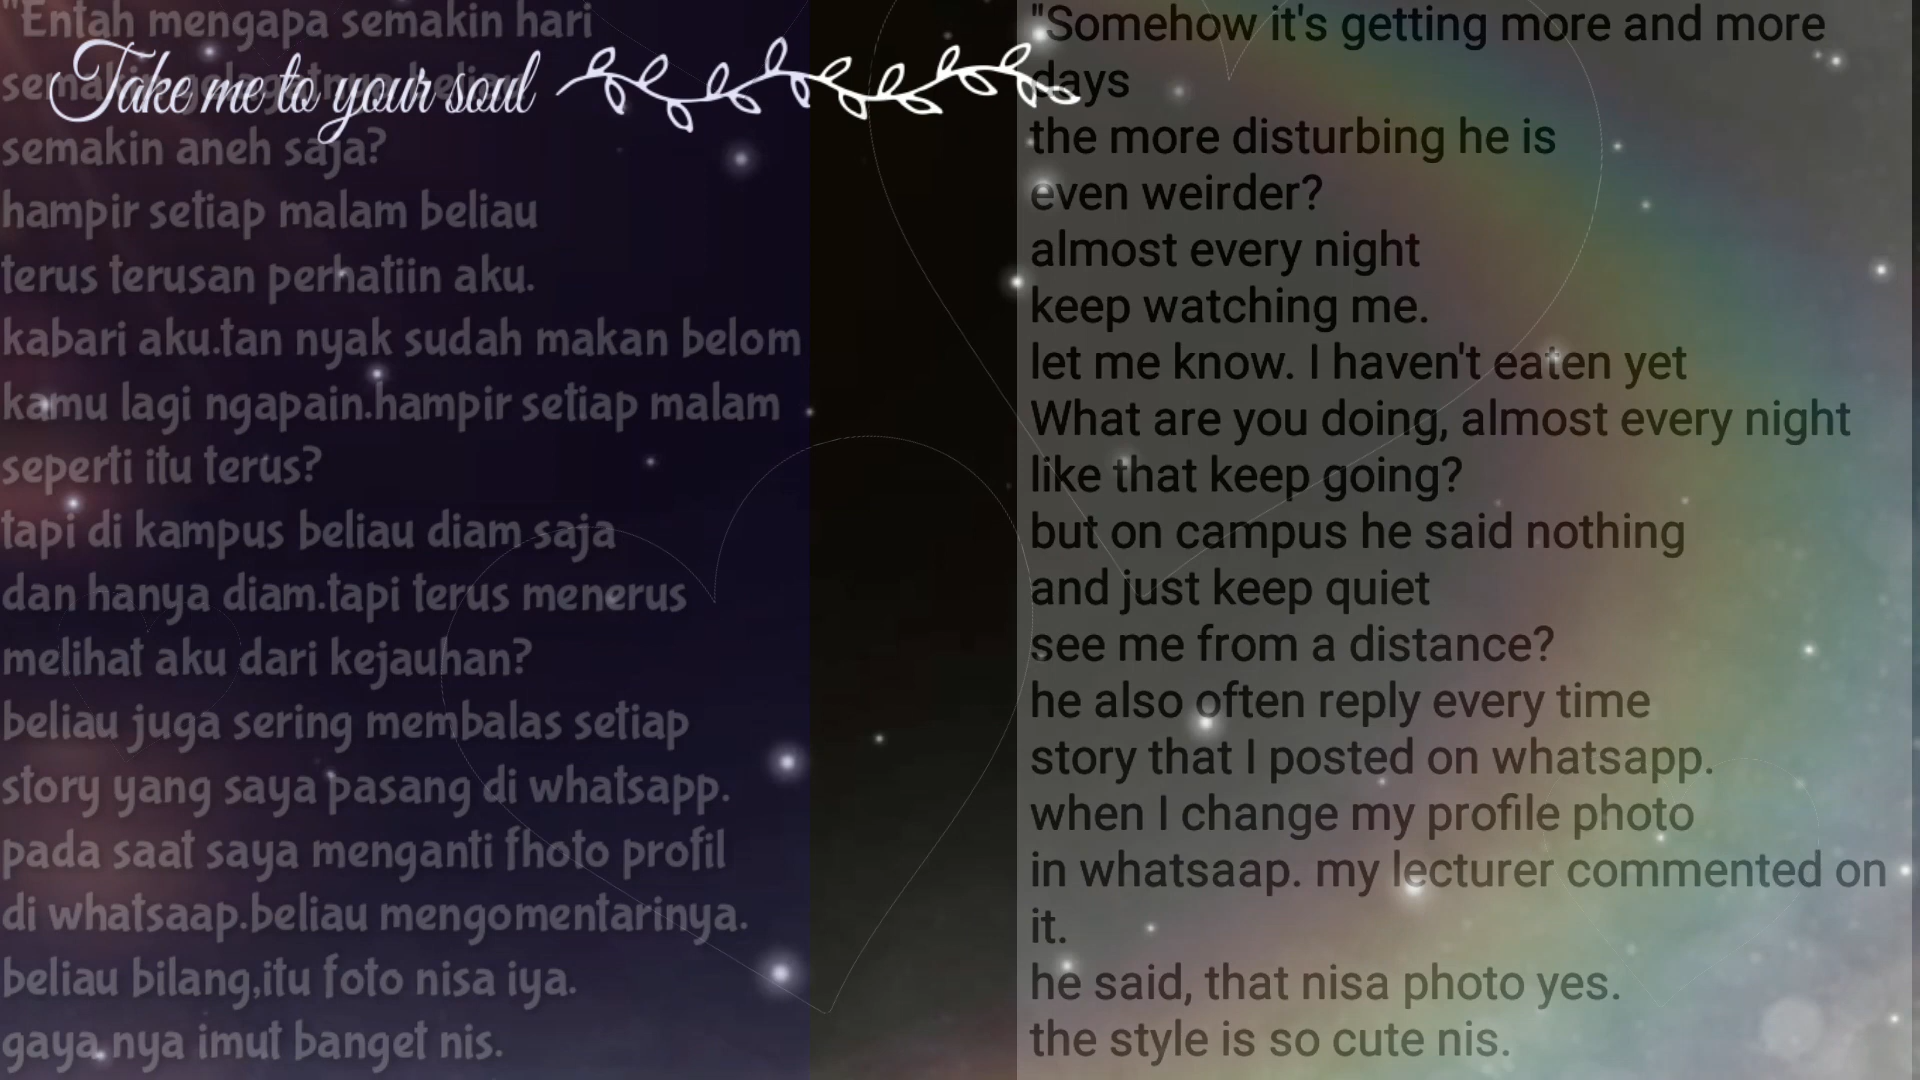 Take me to your soul
"Entah mengapa semakin hari
semakin beliau
semakin aneh saja?
hampir setiap malam beliau
terus terusan perhatiin aku.
kabari aku.tan nyak sudah makan belom
kamu lagi ngapain.hampir setiap malam
seperti itu terus?
tapi di kampus beliau diam saja
dan hanya diam.tapi terus menerus
melihat aku dari kejauhan?
beliau juga sering membalas setiap
story yang saya pasang di whatsapp.
pada saat saya menganti fhoto profil
di whatsaap.beliau mengomentarinya.
beliau bilang,itu foto nisa iya.
gaya nya imut banget nis.
"Somehow it's getting more and more
days
the more disturbing he is
even weirder?
almost every night
keep watching me.
let me know. I haven't eaten yet
What are you doing, almost every night
like that keep going?
but on campus he said nothing
and just keep quiet
see me from a distance?
he also often reply every time
story that I posted on whatsapp.
when I change my profile photo
in whatsaap. my lecturer commented on
it.
he said, that nisa photo yes.
the style is so cute nis.